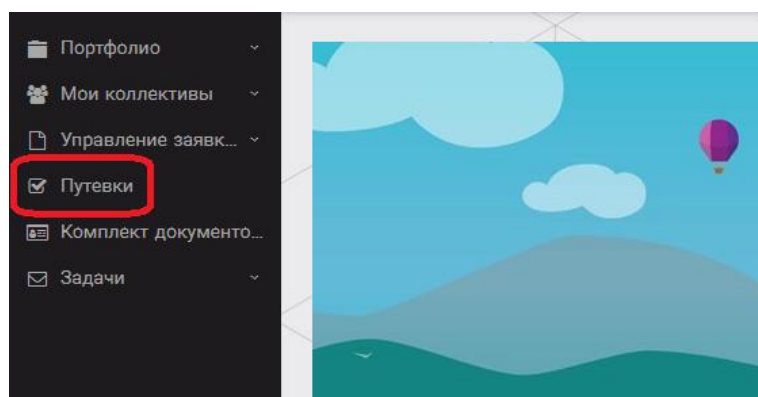 Портфолио
Мои коллективы
Управление заявк...
Путевки
Комплект документо...
Задачи